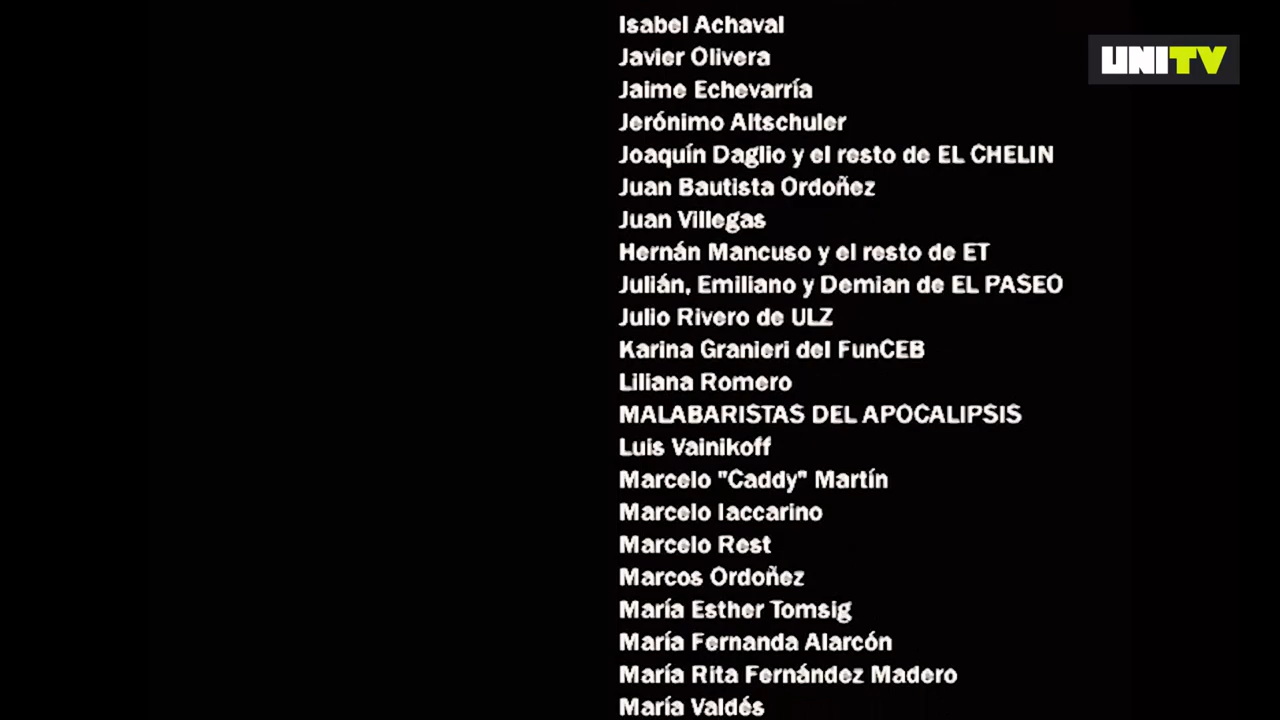 Isabel Achaval
UNITV
Javier Olivera
Jaime Echevarría
Jerónimo Altschuler
Joaquín Daglio y el resto de EL CHELIN
Juan Bautista Ordoñez
Juan Villegas
Hernán Mancuso y el resto de ET
Julián, Emiliano y Demian de EL PASEO
Julio Rivero de ULZ
Karina Granieri del FunCEB
Liliana Romero
MALABARISTAS DEL APOCALIPSIS
Luis Vainikoff
Marcelo "Caddy" Martín
Marcelo Iaccarino
Marcelo Rest
Marcos Ordoñez
María Esther Tomsig
María Fernanda Alarcón
María Rita Fernández Madero
María Valdés